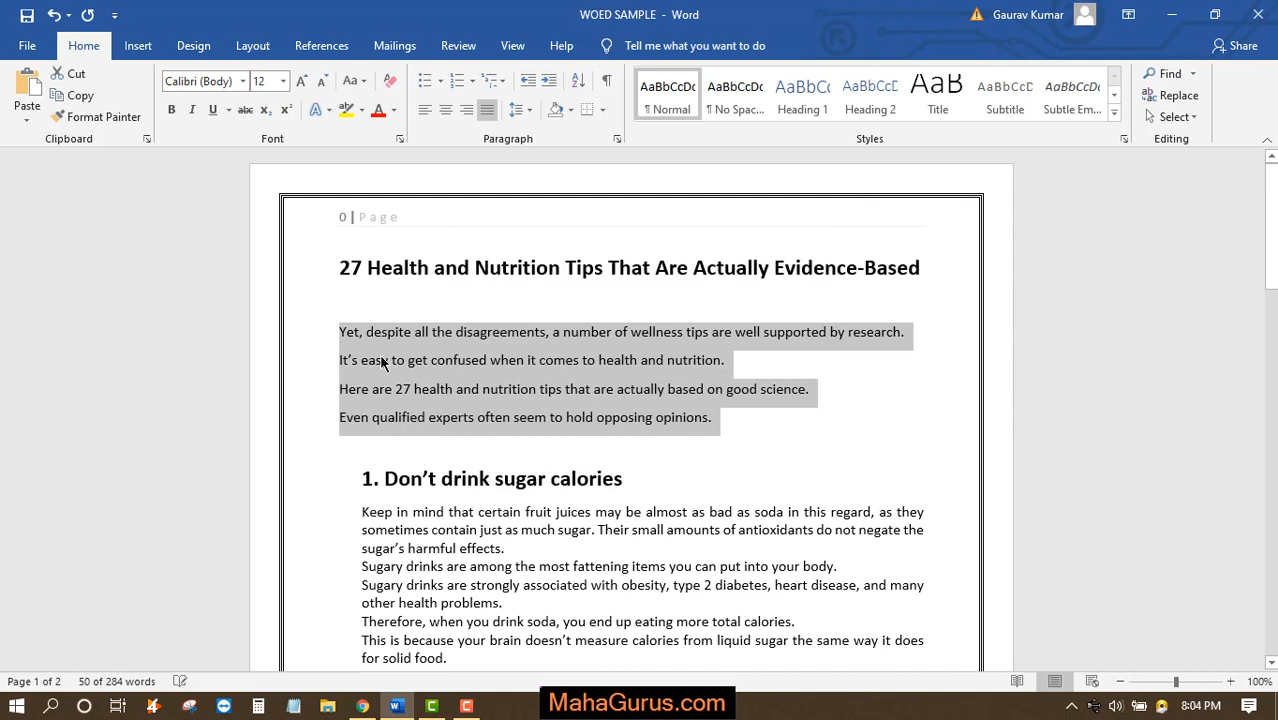 WOED SAMPLE - Word
Gaurav Kumar
File Home Insert Design Layout References Mailings Review View Help Tell me what you want to do Share
Paste
Cut
Copy
Format Painter
Clipboard
Calibri (Body) 12 Aa
B I U abc x₂ x² A A
Font
Paragraph
AaBbCcDc ¶ Normal
AaBbCcDc ¶ No Spac...
AaBbCc Heading 1
AaBbCcD Heading 2
AaB Title
AaBbCcD Subtitle
AaBbCcDc Subtle Em...
Styles
Find
Replace
Select
Editing
0 | Page
27 Health and Nutrition Tips That Are Actually Evidence-Based
Yet, despite all the disagreements, a number of wellness tips are well supported by research.
It’s easy to get confused when it comes to health and nutrition.
Here are 27 health and nutrition tips that are actually based on good science.
Even qualified experts often seem to hold opposing opinions.
1. Don’t drink sugar calories
Keep in mind that certain fruit juices may be almost as bad as soda in this regard, as they
sometimes contain just as much sugar. Their small amounts of antioxidants do not negate the
sugar’s harmful effects.
Sugary drinks are among the most fattening items you can put into your body.
Sugary drinks are strongly associated with obesity, type 2 diabetes, heart disease, and many
other health problems.
Therefore, when you drink soda, you end up eating more total calories.
This is because your brain doesn’t measure calories from liquid sugar the same way it does
for solid food.
Page 1 of 2 50 of 284 words 100%
MahaGurus.com
ENG 8:04 PM